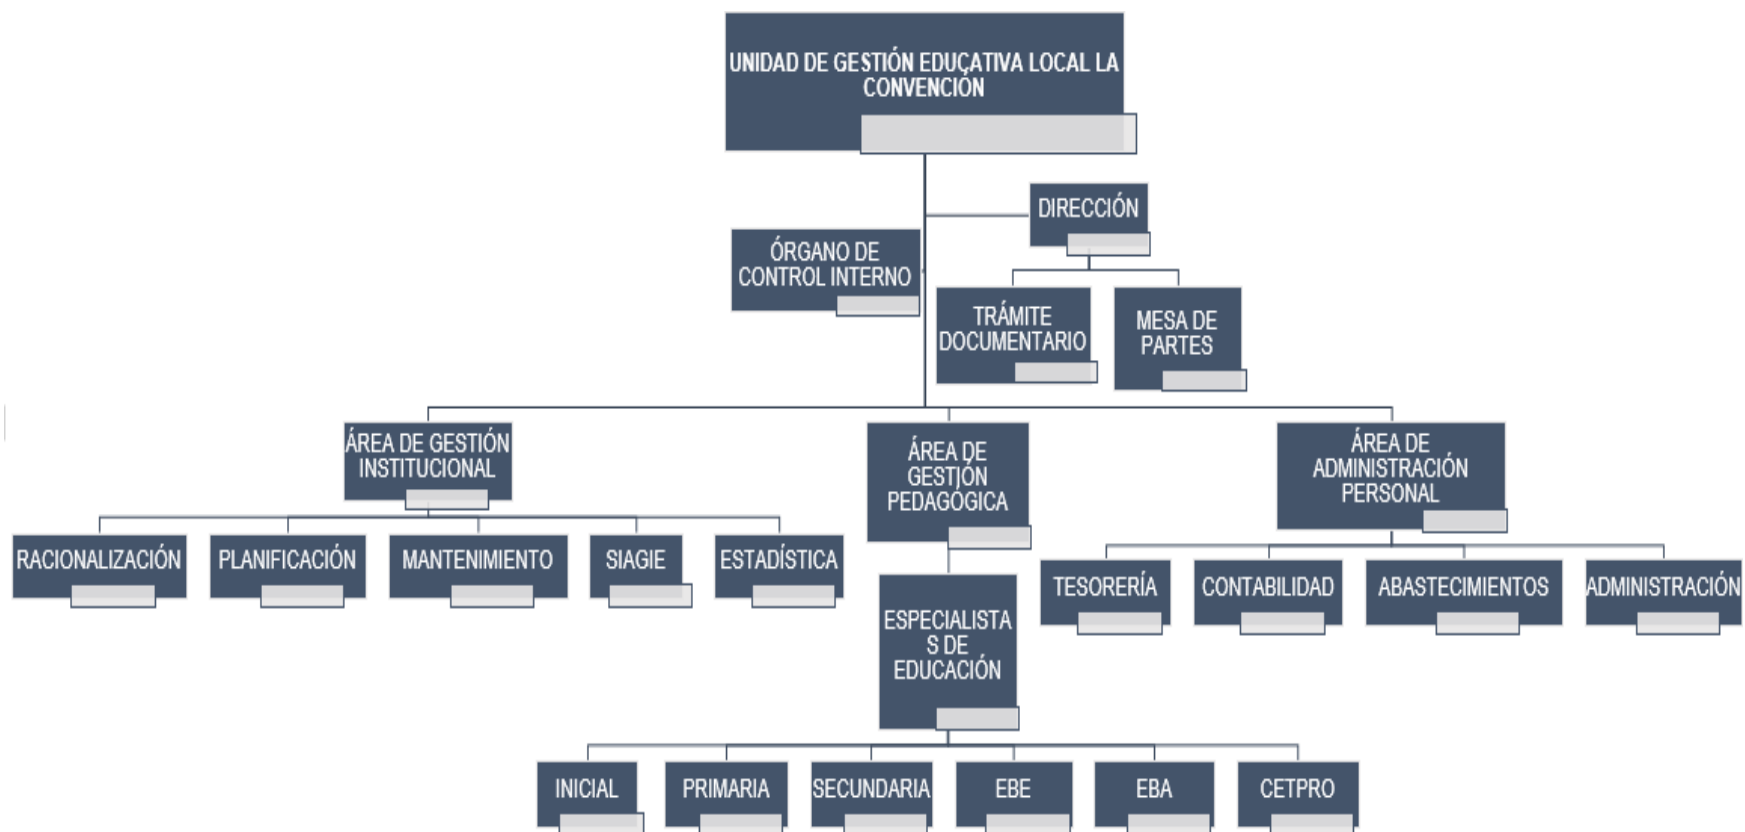 UNIDAD DE GESTIÓN EDUCATIVA LOCAL LA
CONVENCIÓN
DIRECCIÓN
ÓRGANO DE
CONTROL INTERNO
TRÁMITE
DOCUMENTARIO
MESA DE
PARTES
ÁREA DE GESTIÓN
INSTITUCIONAL
ÁREA DE
GESTIÓN
PEDAGÓGICA
ÁREA DE
ADMINISTRACIÓN
PERSONAL
RACIONALIZACIÓN
PLANIFICACIÓN
MANTENIMIENTO
SIAGIE
ESTADÍSTICA
TESORERÍA
CONTABILIDAD
ABASTECIMIENTOS
ADMINISTRACIÓN
ESPECIALISTA
S DE
EDUCACIÓN
INICIAL
PRIMARIA
SECUNDARIA
EBE
EBA
CETPRO